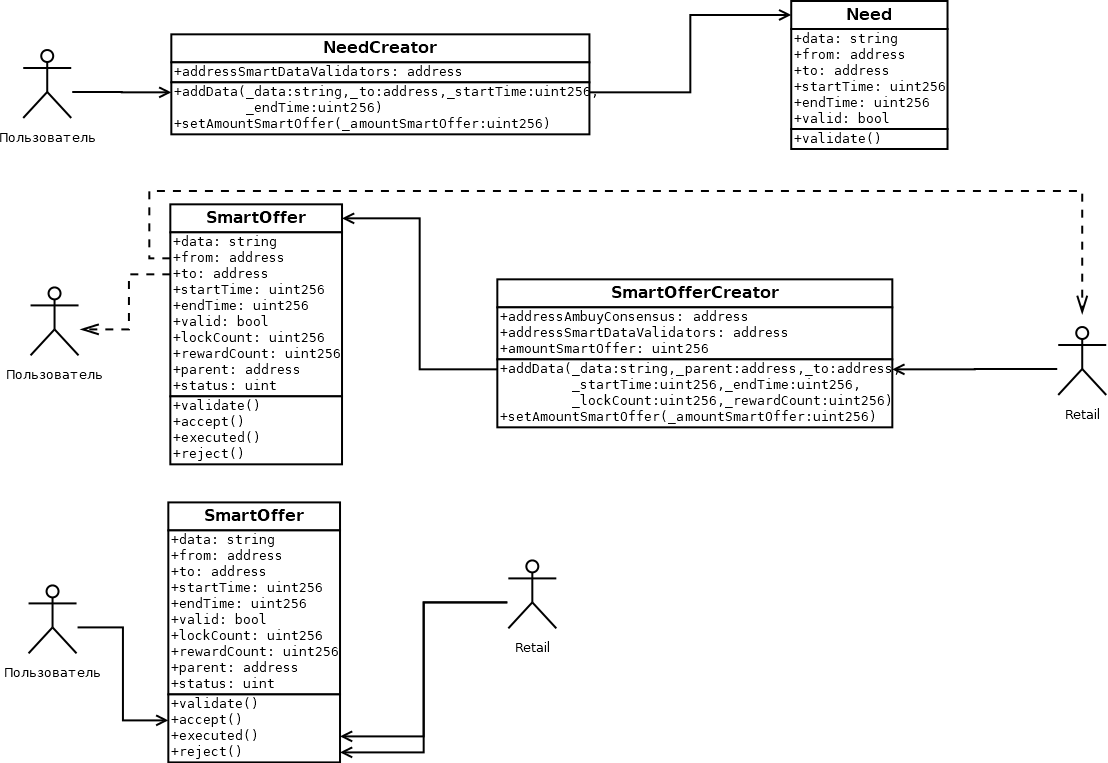 NeedCreator
+addressSmartDataValidators: address
+addData(_data:string,_to:address,_startTime:uint256,
_endTime:uint256)
+setAmountSmartOffer(_amountSmartOffer:uint256)
Need
+data: string
+from: address
+to: address
+startTime: uint256
+endTime: uint256
+valid: bool
+validate()
Пользователь
SmartOffer
+data: string
+from: address
+to: address
+startTime: uint256
+endTime: uint256
+valid: bool
+lockCount: uint256
+rewardCount: uint256
+parent: address
+status: uint
+validate()
+accept()
+executed()
+reject()
Пользователь
SmartOfferCreator
+addressAmbuyConsensus: address
+addressSmartDataValidators: address
+amountSmartOffer: uint256
+addData(_data:string,_parent:address,_to:address,
_startTime:uint256,_endTime:uint256,
_lockCount:uint256,_rewardCount:uint256)
+setAmountSmartOffer(_amountSmartOffer:uint256)
Retail
SmartOffer
+data: string
+from: address
+to: address
+startTime: uint256
+endTime: uint256
+valid: bool
+lockCount: uint256
+rewardCount: uint256
+parent: address
+status: uint
+validate()
+accept()
+executed()
+reject()
Пользователь
Retail